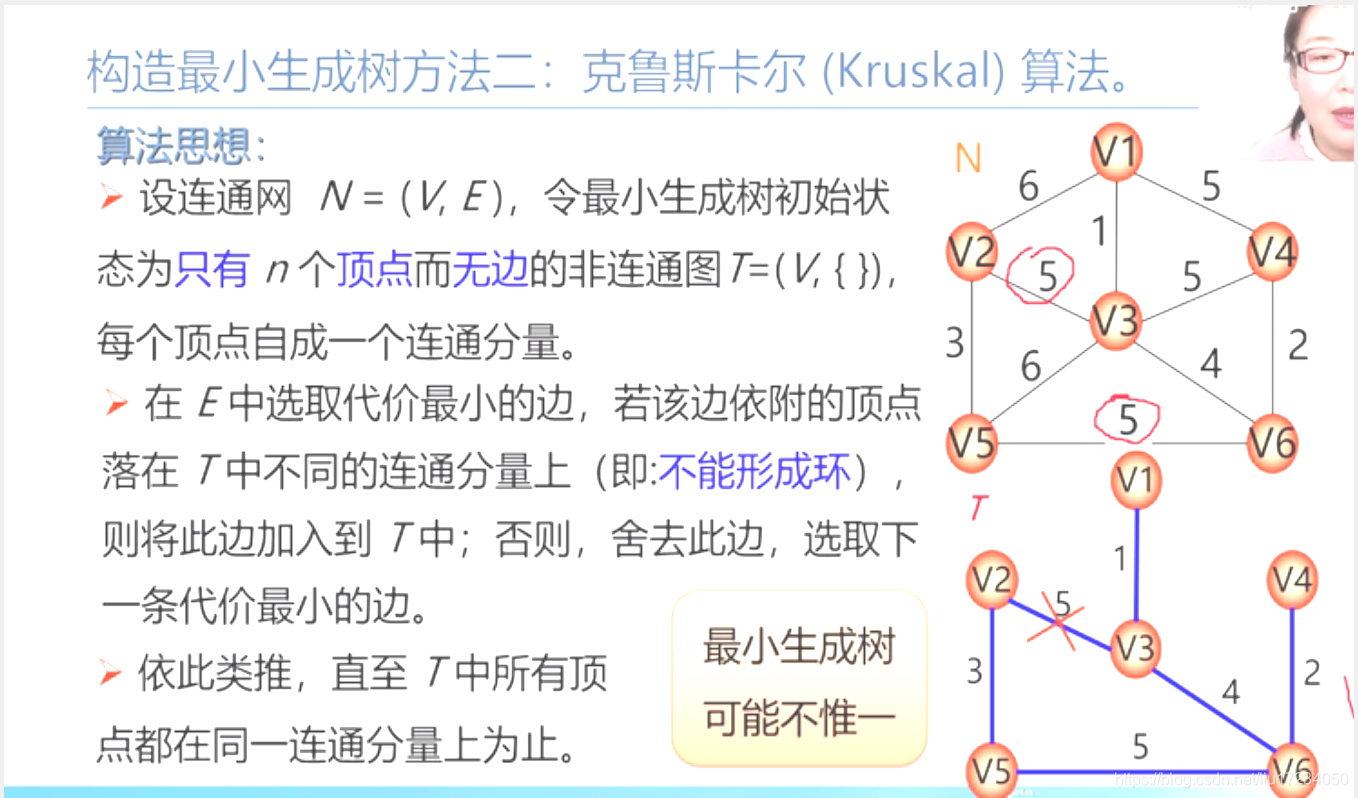 构造最小生成树方法二：克鲁斯卡尔 (Kruskal) 算法。
算法思想：
设连通网 N = (V, E )，令最小生成树初始状
态为只有 n 个顶点而无边的非连通图T=(V, { })，
每个顶点自成一个连通分量。
在 E 中选取代价最小的边，若该边依附的顶点
落在 T 中不同的连通分量上（即:不能形成环），
则将此边加入到 T 中；否则，舍去此边，选取下
一条代价最小的边。
依此类推，直至 T 中所有顶
点都在同一连通分量上为止。
最小生成树
可能不惟一
N
V1
6
5
1
V2
5
5
V4
V3
3
6
4
2
5
V5
V6
T
V1
1
V2
5
V4
V3
3
4
2
5
V5
V6